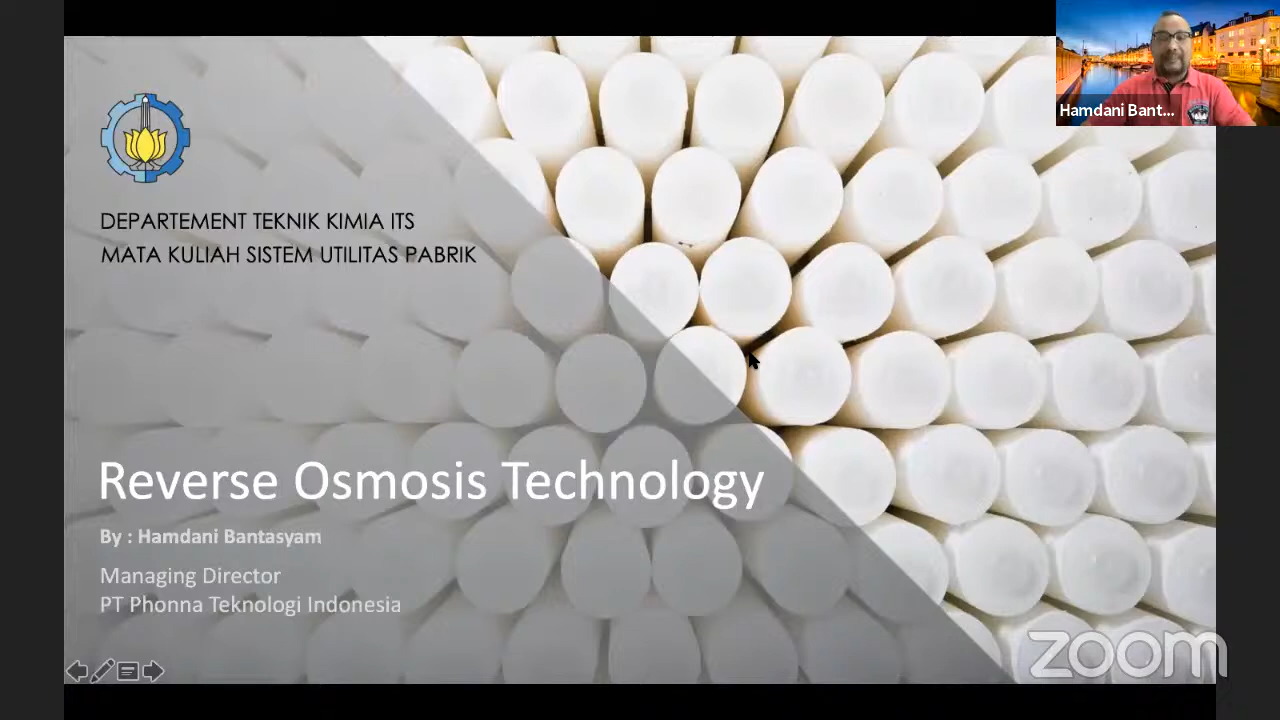 Hamdani Bant...
DEPARTEMENT TEKNIK KIMIA ITS
MATA KULIAH SISTEM UTILITAS PABRIK
Reverse Osmosis Technology
By : Hamdani Bantasyam
Managing Director
PT Phonna Teknologi Indonesia
zoom